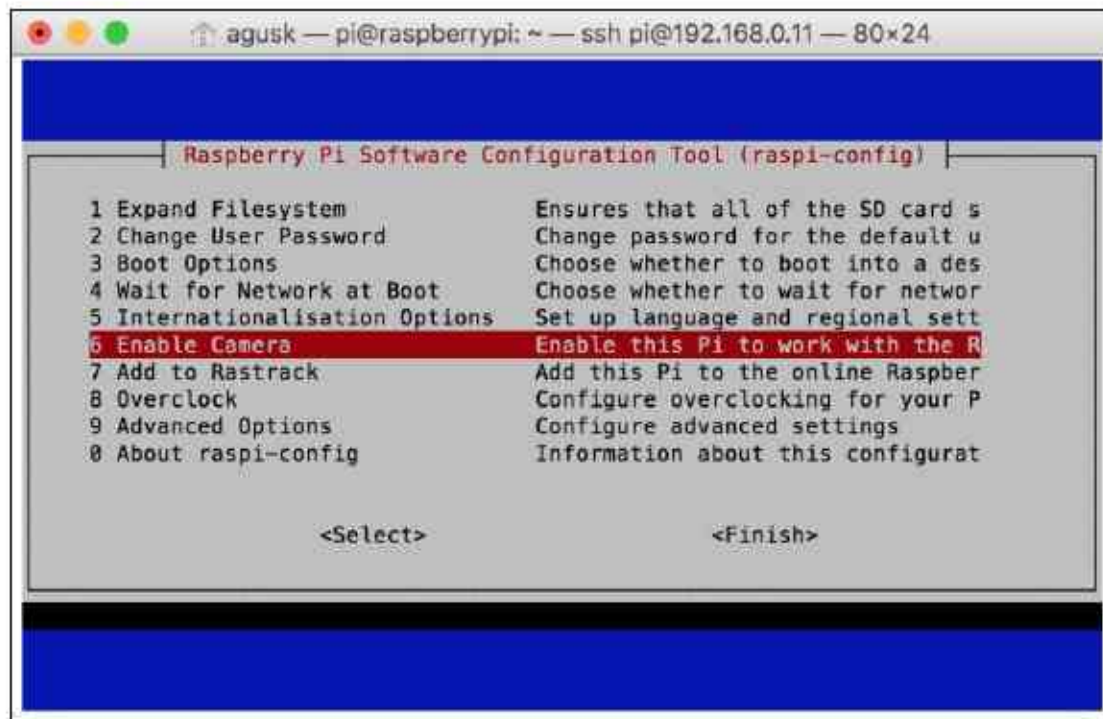 agusk — pi@raspberrypi: ~ — ssh pi@192.168.0.11 — 80×24
Raspberry Pi Software Configuration Tool (raspi-config)
1 Expand Filesystem Ensures that all of the SD card s
2 Change User Password Change password for the default u
3 Boot Options Choose whether to boot into a des
4 Wait for Network at Boot Choose whether to wait for networ
5 Internationalisation Options Set up language and regional sett
6 Enable Camera Enable this Pi to work with the R
7 Add to Rastrack Add this Pi to the online Raspber
8 Overclock Configure overclocking for your P
9 Advanced Options Configure advanced settings
0 About raspi-config Information about this configurat
<Select> <Finish>